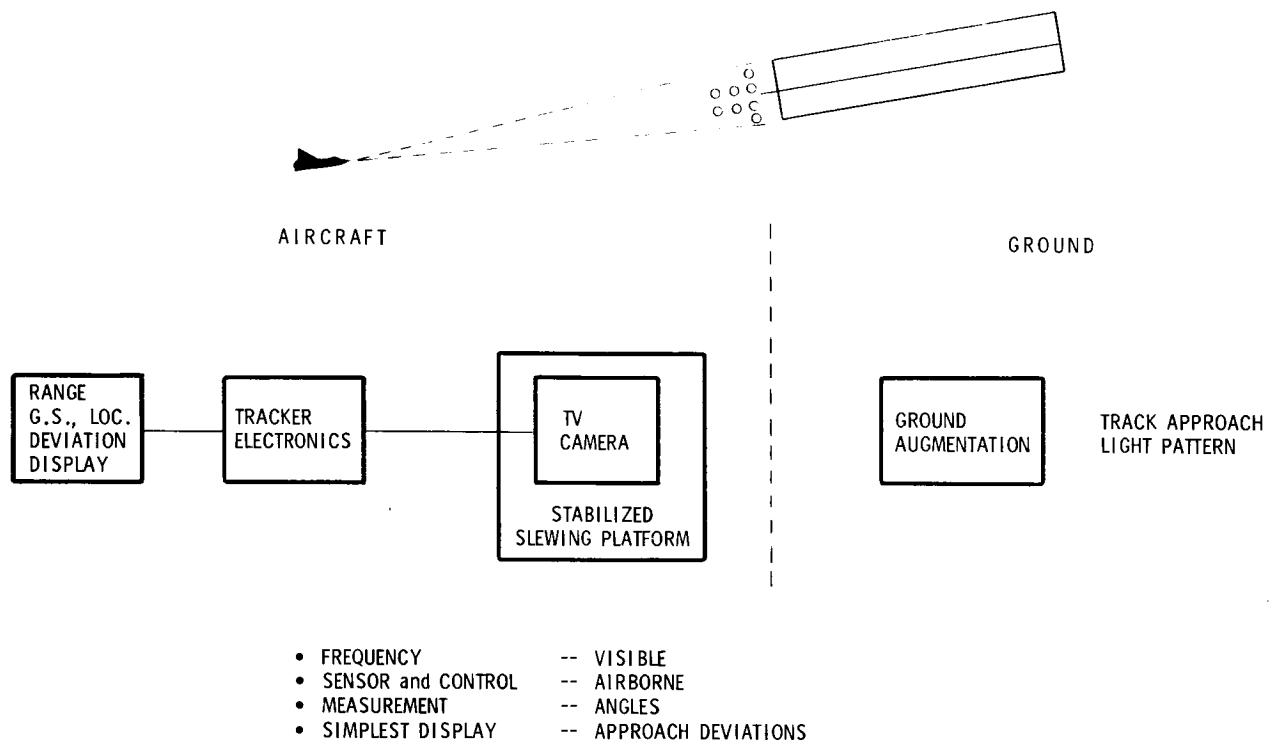 AIRCRAFT
GROUND
RANGE
G.S., LOC.
DEVIATION
DISPLAY
TRACKER
ELECTRONICS
TV
CAMERA
STABILIZED
SLEWING PLATFORM
GROUND
AUGMENTATION
TRACK APPROACH
LIGHT PATTERN
• FREQUENCY -- VISIBLE
• SENSOR and CONTROL -- AIRBORNE
• MEASUREMENT -- ANGLES
• SIMPLEST DISPLAY -- APPROACH DEVIATIONS